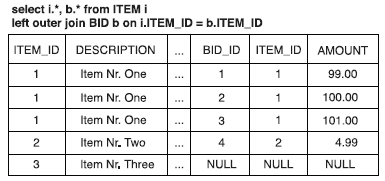 select i.*, b.* from ITEM i
left outer join BID b on i.ITEM_ID = b.ITEM_ID
ITEM_ID DESCRIPTION ... BID_ID ITEM_ID AMOUNT
1 Item Nr. One ... 1 1 99.00
1 Item Nr. One ... 2 1 100.00
1 Item Nr. One ... 3 1 101.00
2 Item Nr. Two ... 4 2 4.99
3 Item Nr. Three ... NULL NULL NULL